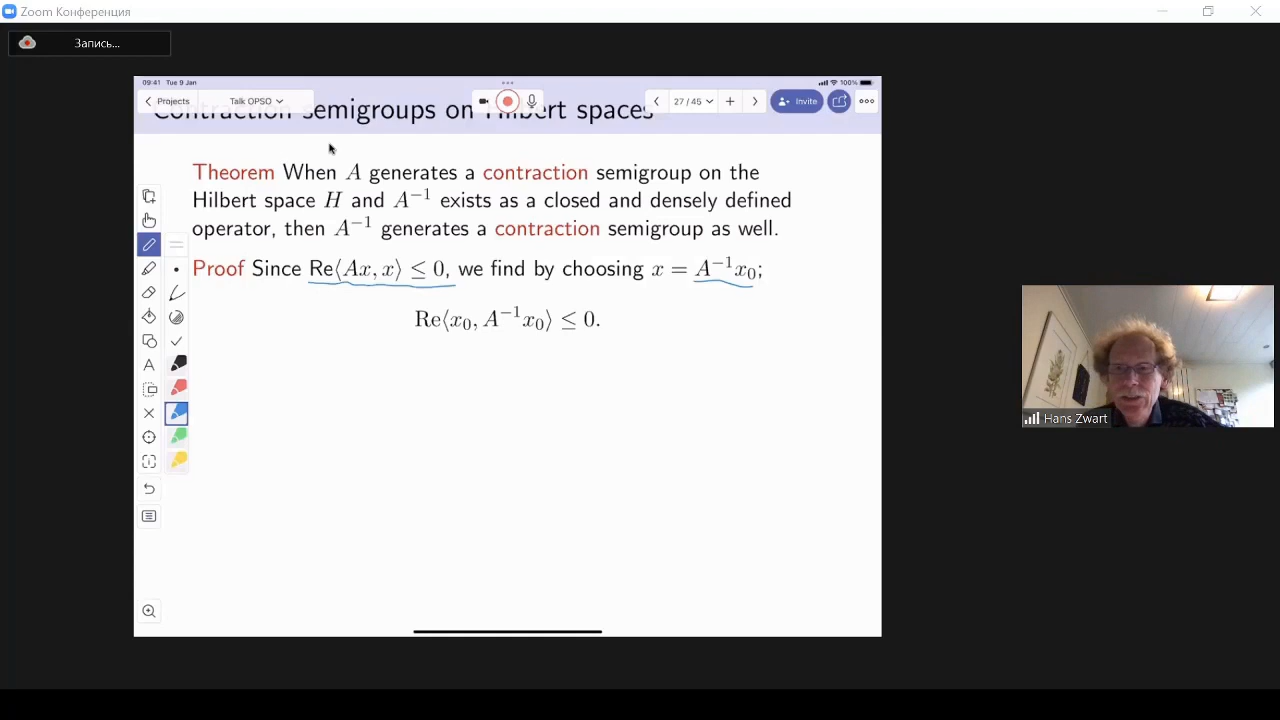 Zoom Конференция
Запись...
09:41 Tue 9 Jan
100%
Projects
Talk OPSO
27 / 45
Invite
Contraction semigroups on Hilbert spaces
Theorem When A generates a contraction semigroup on the
Hilbert space H and A⁻¹ exists as a closed and densely defined
operator, then A⁻¹ generates a contraction semigroup as well.
Proof Since Re⟨Ax, x⟩ ≤ 0, we find by choosing x = A⁻¹x₀;
Re⟨x₀, A⁻¹x₀⟩ ≤ 0.
Hans Zwart